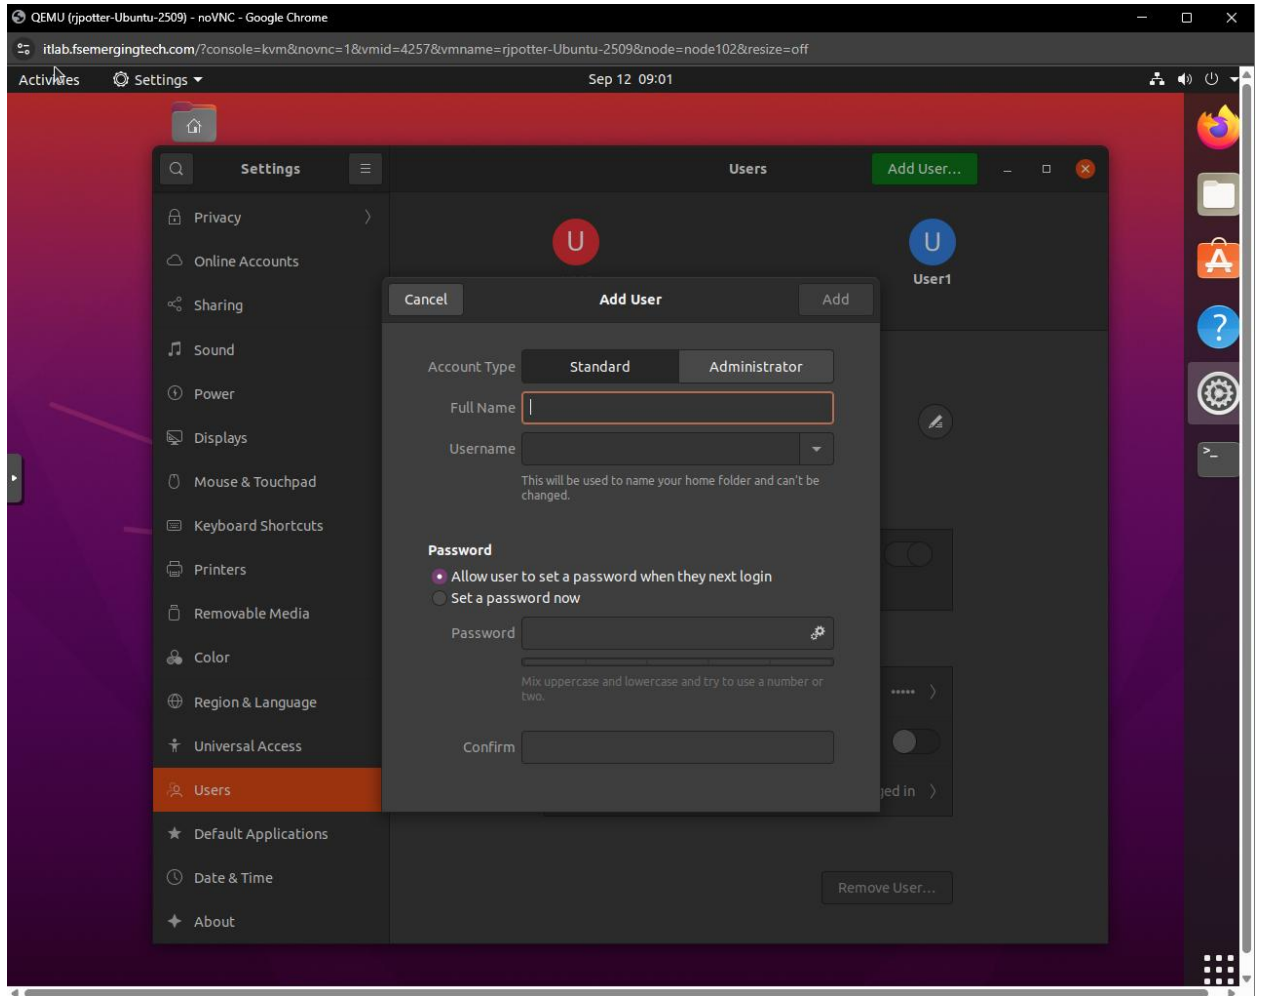 QEMU (rjpotter-Ubuntu-2509) - noVNC - Google Chrome
itlab.fsemergingtech.com/?console=kvm&novnc=1&vmid=4257&vmname=rjpotter-Ubuntu-2509&node=node102&resize=off
Activities Settings Sep 12 09:01
Settings Users Add User...
Privacy
Online Accounts
Sharing
Sound
Power
Displays
Mouse & Touchpad
Keyboard Shortcuts
Printers
Removable Media
Color
Region & Language
Universal Access
Users
Default Applications
Date & Time
About
U U
User1
Cancel Add User Add
Account Type Standard Administrator
Full Name
Username
This will be used to name your home folder and can't be
changed.
Password
Allow user to set a password when they next login
Set a password now
Password
Mix uppercase and lowercase and try to use a number or
two.
Confirm
•••••
ged in
Remove User...